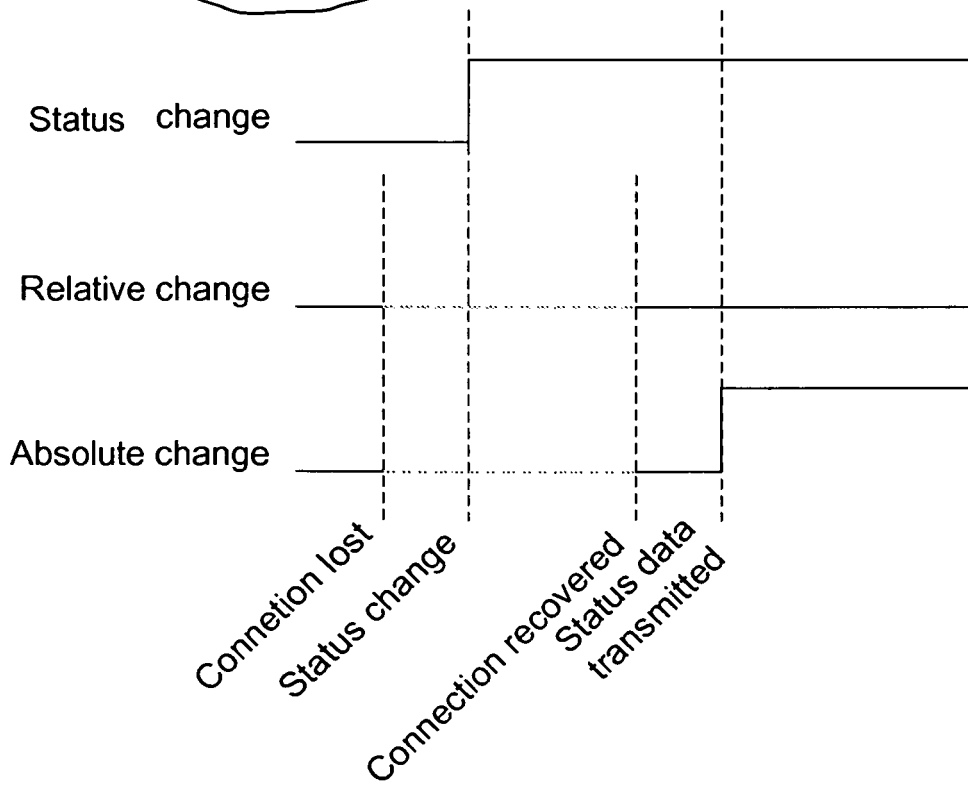 Status change
Relative change
Absolute change
Connetion lost
Status change
Connection recovered
Status data
transmitted